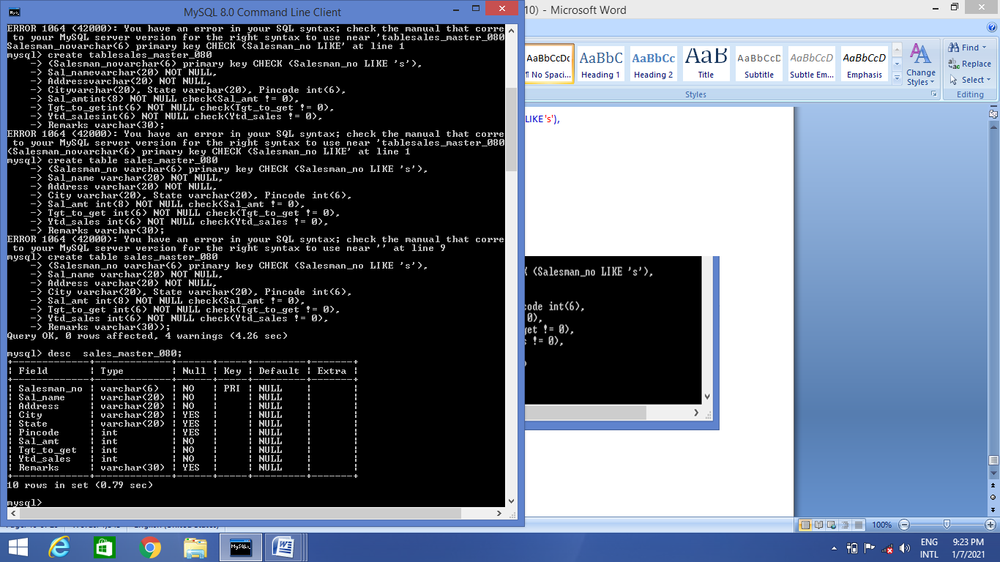 MySQL 8.0 Command Line Client
ERROR 1064 (42000): You have an error in your SQL syntax; check the manual that corre
 to your MySQL server version for the right syntax to use near 'tablesales_master_080
Salesman_novarchar(6) primary key CHECK (Salesman_no LIKE' at line 1
mysql> create tablesales_master_080
    -> (Salesman_novarchar(6) primary key CHECK (Salesman_no LIKE 's'),
    -> Sal_namevarchar(20) NOT NULL,
    -> Addressvarchar(20) NOT NULL,
    -> Cityvarchar(20), State varchar(20), Pincode int(6),
    -> Sal_amtint(8) NOT NULL check(Sal_amt != 0),
    -> Tgt_to_getint(6) NOT NULL check(Tgt_to_get != 0),
    -> Ytd_salesint(6) NOT NULL check(Ytd_sales != 0),
    -> Remarks varchar(30);
ERROR 1064 (42000): You have an error in your SQL syntax; check the manual that corre
 to your MySQL server version for the right syntax to use near 'tablesales_master_080
(Salesman_novarchar(6) primary key CHECK (Salesman_no LIKE' at line 1
mysql> create table sales_master_080
    -> (Salesman_no varchar(6) primary key CHECK (Salesman_no LIKE 's'),
    -> Sal_name varchar(20) NOT NULL,
    -> Address varchar(20) NOT NULL,
    -> City varchar(20), State varchar(20), Pincode int(6),
    -> Sal_amt int(8) NOT NULL check(Sal_amt != 0),
    -> Tgt_to_get int(6) NOT NULL check(Tgt_to_get != 0),
    -> Ytd_sales int(6) NOT NULL check(Ytd_sales != 0),
    -> Remarks varchar(30);
ERROR 1064 (42000): You have an error in your SQL syntax; check the manual that corre
 to your MySQL server version for the right syntax to use near '' at line 9
mysql> create table sales_master_080
    -> (Salesman_no varchar(6) primary key CHECK (Salesman_no LIKE 's'),
    -> Sal_name varchar(20) NOT NULL,
    -> Address varchar(20) NOT NULL,
    -> City varchar(20), State varchar(20), Pincode int(6),
    -> Sal_amt int(8) NOT NULL check(Sal_amt != 0),
    -> Tgt_to_get int(6) NOT NULL check(Tgt_to_get != 0),
    -> Ytd_sales int(6) NOT NULL check(Ytd_sales != 0),
    -> Remarks varchar(30));
Query OK, 0 rows affected, 4 warnings (4.26 sec)
mysql> desc  sales_master_080;
| Field | Type | Null | Key | Default | Extra |
| Salesman_no | varchar(6) | NO | PRI | NULL | |
| Sal_name | varchar(20) | NO | | NULL | |
| Address | varchar(20) | NO | | NULL | |
| City | varchar(20) | YES | | NULL | |
| State | varchar(20) | YES | | NULL | |
| Pincode | int | YES | | NULL | |
| Sal_amt | int | NO | | NULL | |
| Tgt_to_get | int | NO | | NULL | |
| Ytd_sales | int | NO | | NULL | |
| Remarks | varchar(30) | YES | | NULL | |
10 rows in set (0.79 sec)
mysql>
10) - Microsoft Word
AaBbCcDc AaBbC AaBbCc AaB AaBbCcD AaBbCcD AaBbCcD
¶ No Spaci... Heading 1 Heading 2 Title Subtitle Subtle Em... Emphasis
Change
Styles
Styles
Find
Replace
Select
Editing
LIKE 's'),
(Salesman_no LIKE 's'),
code int(6),
0),
get != 0),
s != 0),
100%
MySQL
ENG
INTL
9:23 PM
1/7/2021